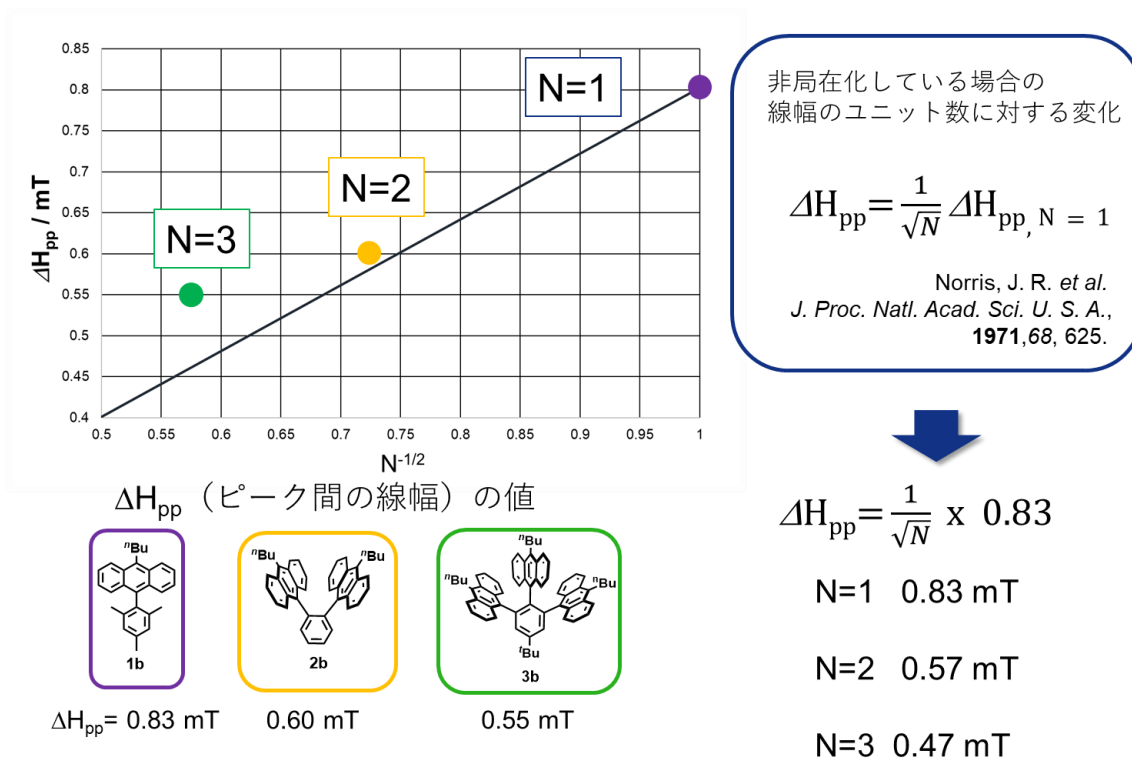 0.85
0.8
0.75
0.7
0.65
0.6
0.55
0.5
0.45
0.4
ΔHpp / mT
N=1
N=2
N=3
0.5 0.55 0.6 0.65 0.7 0.75 0.8 0.85 0.9 0.95 1
N-1/2
非局在化している場合の
線幅のユニット数に対する変化
ΔHpp= 1/√N ΔHpp, N = 1
Norris, J. R. et al.
J. Proc. Natl. Acad. Sci. U. S. A.,
1971,68, 625.
ΔHpp（ピーク間の線幅）の値
nBu
1b
nBu nBu
2b
nBu
nBu nBu
tBu
3b
ΔHpp= 0.83 mT 0.60 mT 0.55 mT
ΔHpp= 1/√N x 0.83
N=1 0.83 mT
N=2 0.57 mT
N=3 0.47 mT